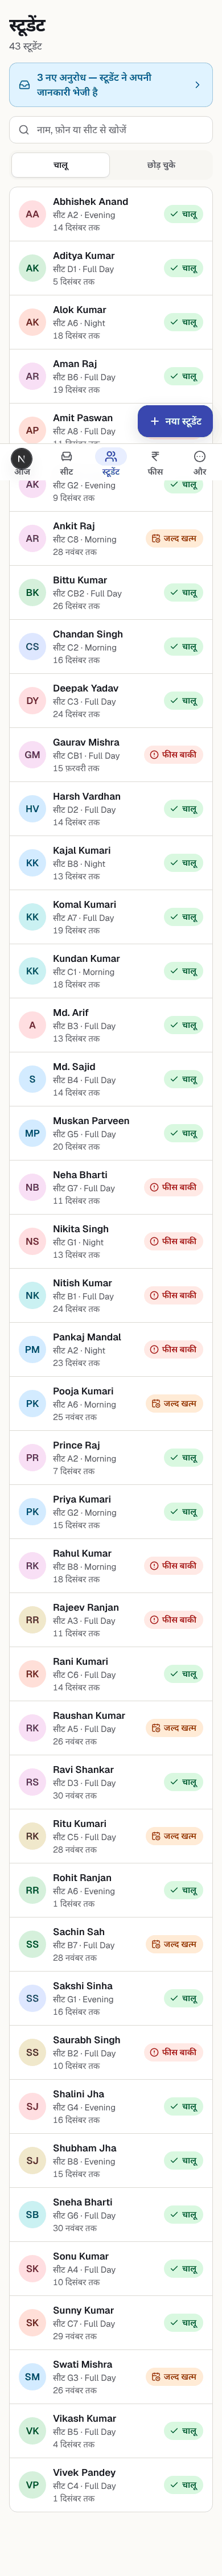 स्टूडेंट
43 स्टूडेंट
3 नए अनुरोध — स्टूडेंट ने अपनी
जानकारी भेजी है
नाम, फ़ोन या सीट से खोजें
चालू
छोड़ चुके
AA
Abhishek Anand
सीट A2 · Evening
14 दिसंबर तक
चालू
AK
Aditya Kumar
सीट D1 · Full Day
5 दिसंबर तक
चालू
AK
Alok Kumar
सीट A6 · Night
18 दिसंबर तक
चालू
AR
Aman Raj
सीट B6 · Full Day
19 दिसंबर तक
चालू
AP
Amit Paswan
सीट A8 · Full Day
नया स्टूडेंट
N
आज
सीट
स्टूडेंट
फीस
और
AK
सीट G2 · Evening
9 दिसंबर तक
चालू
AR
Ankit Raj
सीट C8 · Morning
28 नवंबर तक
जल्द खत्म
BK
Bittu Kumar
सीट CB2 · Full Day
26 दिसंबर तक
चालू
CS
Chandan Singh
सीट C2 · Morning
16 दिसंबर तक
चालू
DY
Deepak Yadav
सीट C3 · Full Day
24 दिसंबर तक
चालू
GM
Gaurav Mishra
सीट CB1 · Full Day
15 फ़रवरी तक
फीस बाकी
HV
Harsh Vardhan
सीट D2 · Full Day
14 दिसंबर तक
चालू
KK
Kajal Kumari
सीट B8 · Night
13 दिसंबर तक
चालू
KK
Komal Kumari
सीट A7 · Full Day
19 दिसंबर तक
चालू
KK
Kundan Kumar
सीट C1 · Morning
18 दिसंबर तक
चालू
A
Md. Arif
सीट B3 · Full Day
13 दिसंबर तक
चालू
S
Md. Sajid
सीट B4 · Full Day
14 दिसंबर तक
चालू
MP
Muskan Parveen
सीट G5 · Full Day
20 दिसंबर तक
चालू
NB
Neha Bharti
सीट G7 · Full Day
11 दिसंबर तक
फीस बाकी
NS
Nikita Singh
सीट G1 · Night
13 दिसंबर तक
फीस बाकी
NK
Nitish Kumar
सीट B1 · Full Day
24 दिसंबर तक
फीस बाकी
PM
Pankaj Mandal
सीट A2 · Night
23 दिसंबर तक
फीस बाकी
PK
Pooja Kumari
सीट A6 · Morning
25 नवंबर तक
जल्द खत्म
PR
Prince Raj
सीट A2 · Morning
7 दिसंबर तक
चालू
PK
Priya Kumari
सीट G2 · Morning
15 दिसंबर तक
चालू
RK
Rahul Kumar
सीट B8 · Morning
18 दिसंबर तक
फीस बाकी
RR
Rajeev Ranjan
सीट A3 · Full Day
11 दिसंबर तक
फीस बाकी
RK
Rani Kumari
सीट C6 · Full Day
14 दिसंबर तक
चालू
RK
Raushan Kumar
सीट A5 · Full Day
26 नवंबर तक
जल्द खत्म
RS
Ravi Shankar
सीट D3 · Full Day
30 नवंबर तक
चालू
RK
Ritu Kumari
सीट C5 · Full Day
28 नवंबर तक
जल्द खत्म
RR
Rohit Ranjan
सीट A6 · Evening
1 दिसंबर तक
चालू
SS
Sachin Sah
सीट B7 · Full Day
28 नवंबर तक
जल्द खत्म
SS
Sakshi Sinha
सीट G1 · Evening
16 दिसंबर तक
चालू
SS
Saurabh Singh
सीट B2 · Full Day
10 दिसंबर तक
फीस बाकी
SJ
Shalini Jha
सीट G4 · Evening
16 दिसंबर तक
चालू
SJ
Shubham Jha
सीट B8 · Evening
15 दिसंबर तक
चालू
SB
Sneha Bharti
सीट G6 · Full Day
30 नवंबर तक
चालू
SK
Sonu Kumar
सीट A4 · Full Day
10 दिसंबर तक
चालू
SK
Sunny Kumar
सीट C7 · Full Day
29 नवंबर तक
चालू
SM
Swati Mishra
सीट G3 · Full Day
26 नवंबर तक
जल्द खत्म
VK
Vikash Kumar
सीट B5 · Full Day
4 दिसंबर तक
चालू
VP
Vivek Pandey
सीट C4 · Full Day
1 दिसंबर तक
चालू